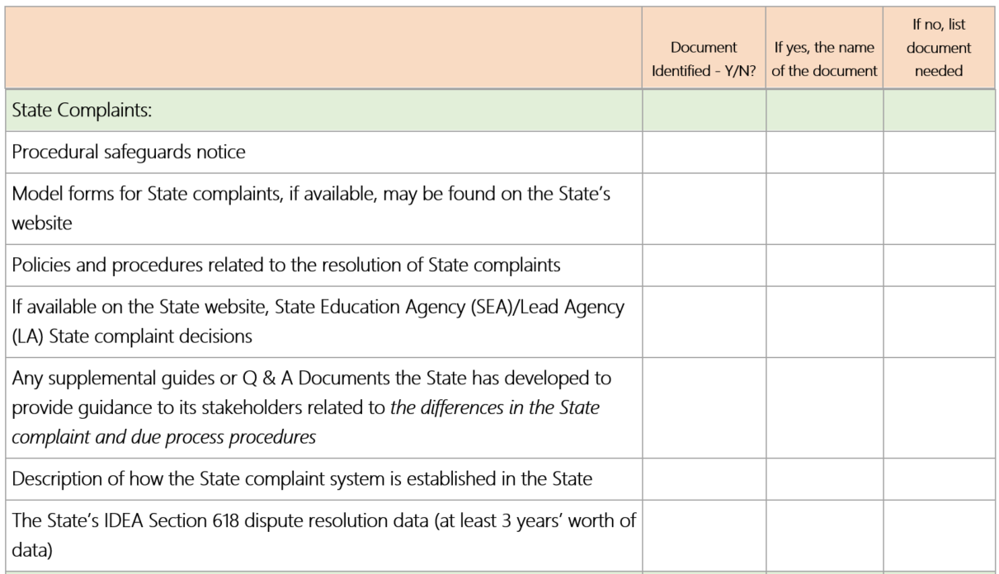 Document
Identified - Y/N?
If yes, the name
of the document
If no, list
document
needed
State Complaints:
Procedural safeguards notice
Model forms for State complaints, if available, may be found on the State's
website
Policies and procedures related to the resolution of State complaints
If available on the State website, State Education Agency (SEA)/Lead Agency
(LA) State complaint decisions
Any supplemental guides or Q & A Documents the State has developed to
provide guidance to its stakeholders related to the differences in the State
complaint and due process procedures
Description of how the State complaint system is established in the State
The State's IDEA Section 618 dispute resolution data (at least 3 years' worth of
data)